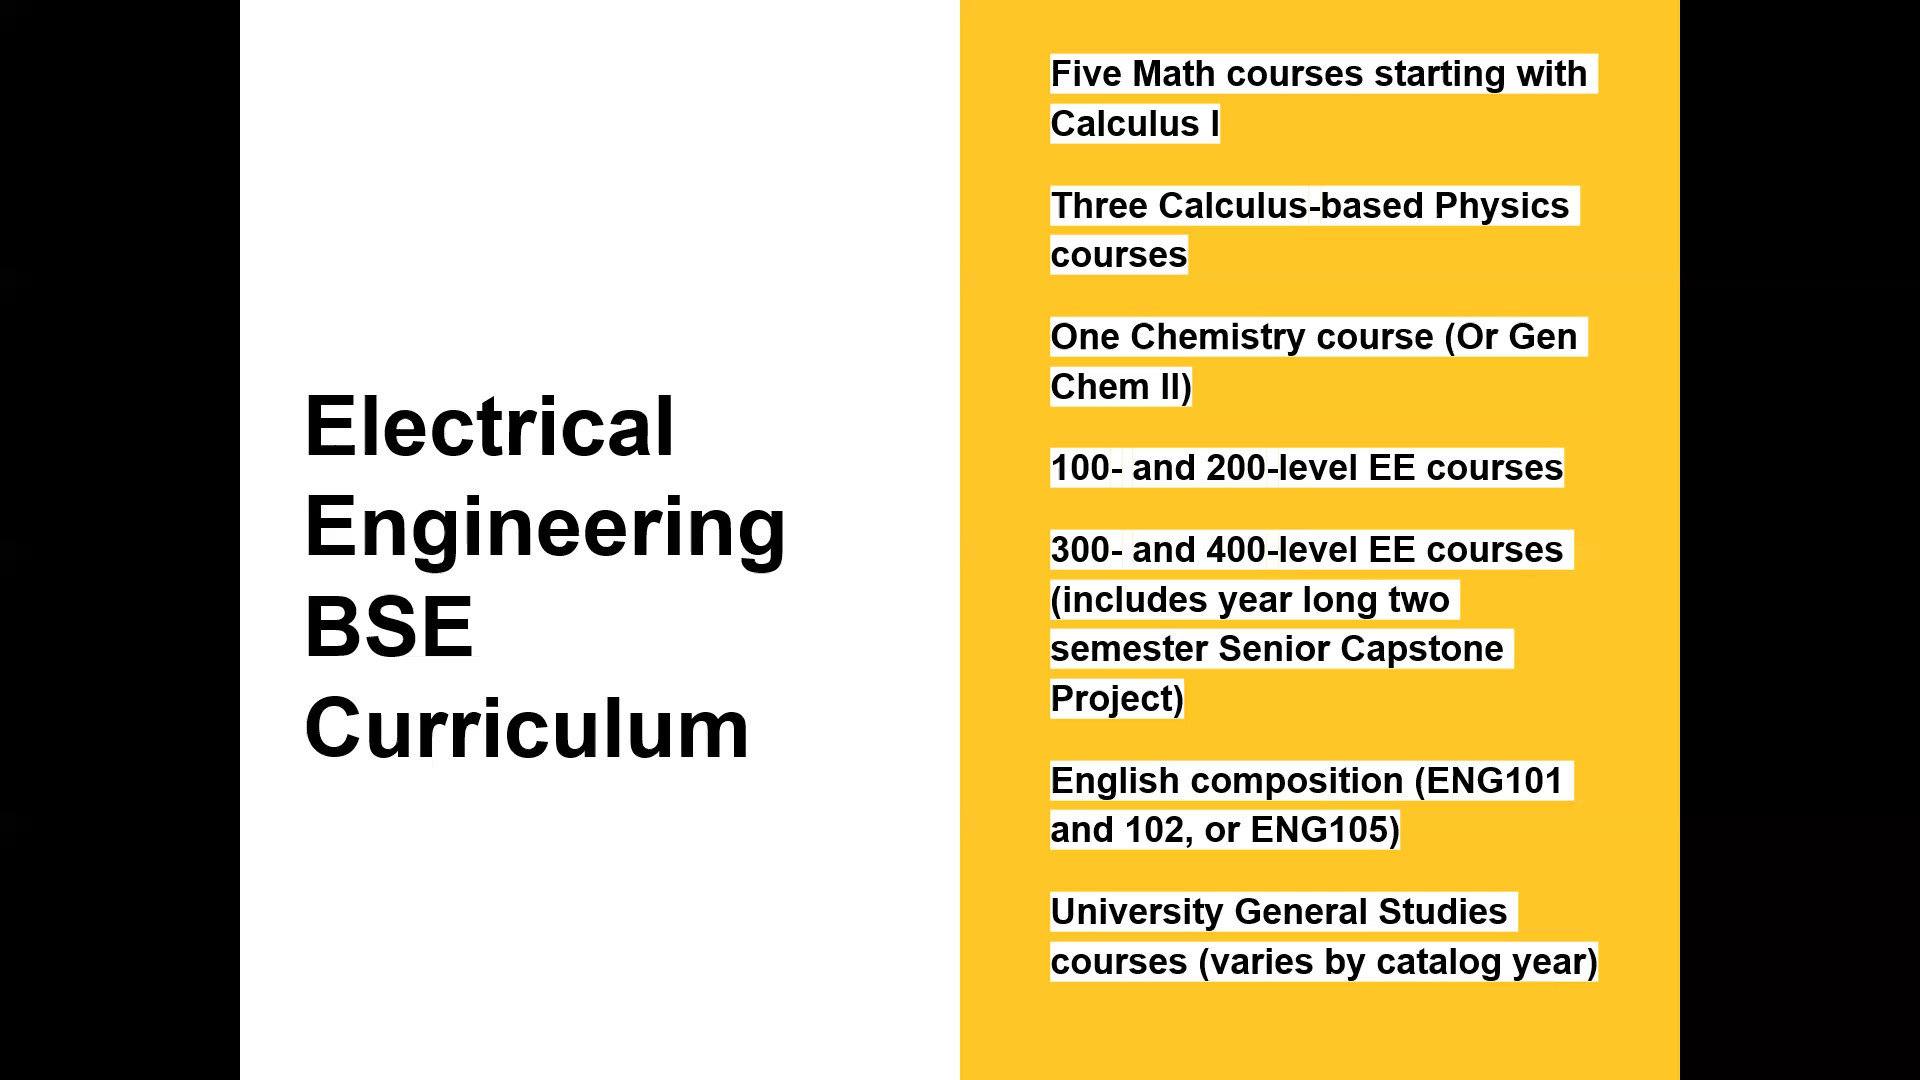 Electrical
Engineering
BSE
Curriculum
Five Math courses starting with
Calculus I
Three Calculus-based Physics
courses
One Chemistry course (Or Gen
Chem II)
100- and 200-level EE courses
300- and 400-level EE courses
(includes year long two
semester Senior Capstone
Project)
English composition (ENG101
and 102, or ENG105)
University General Studies
courses (varies by catalog year)